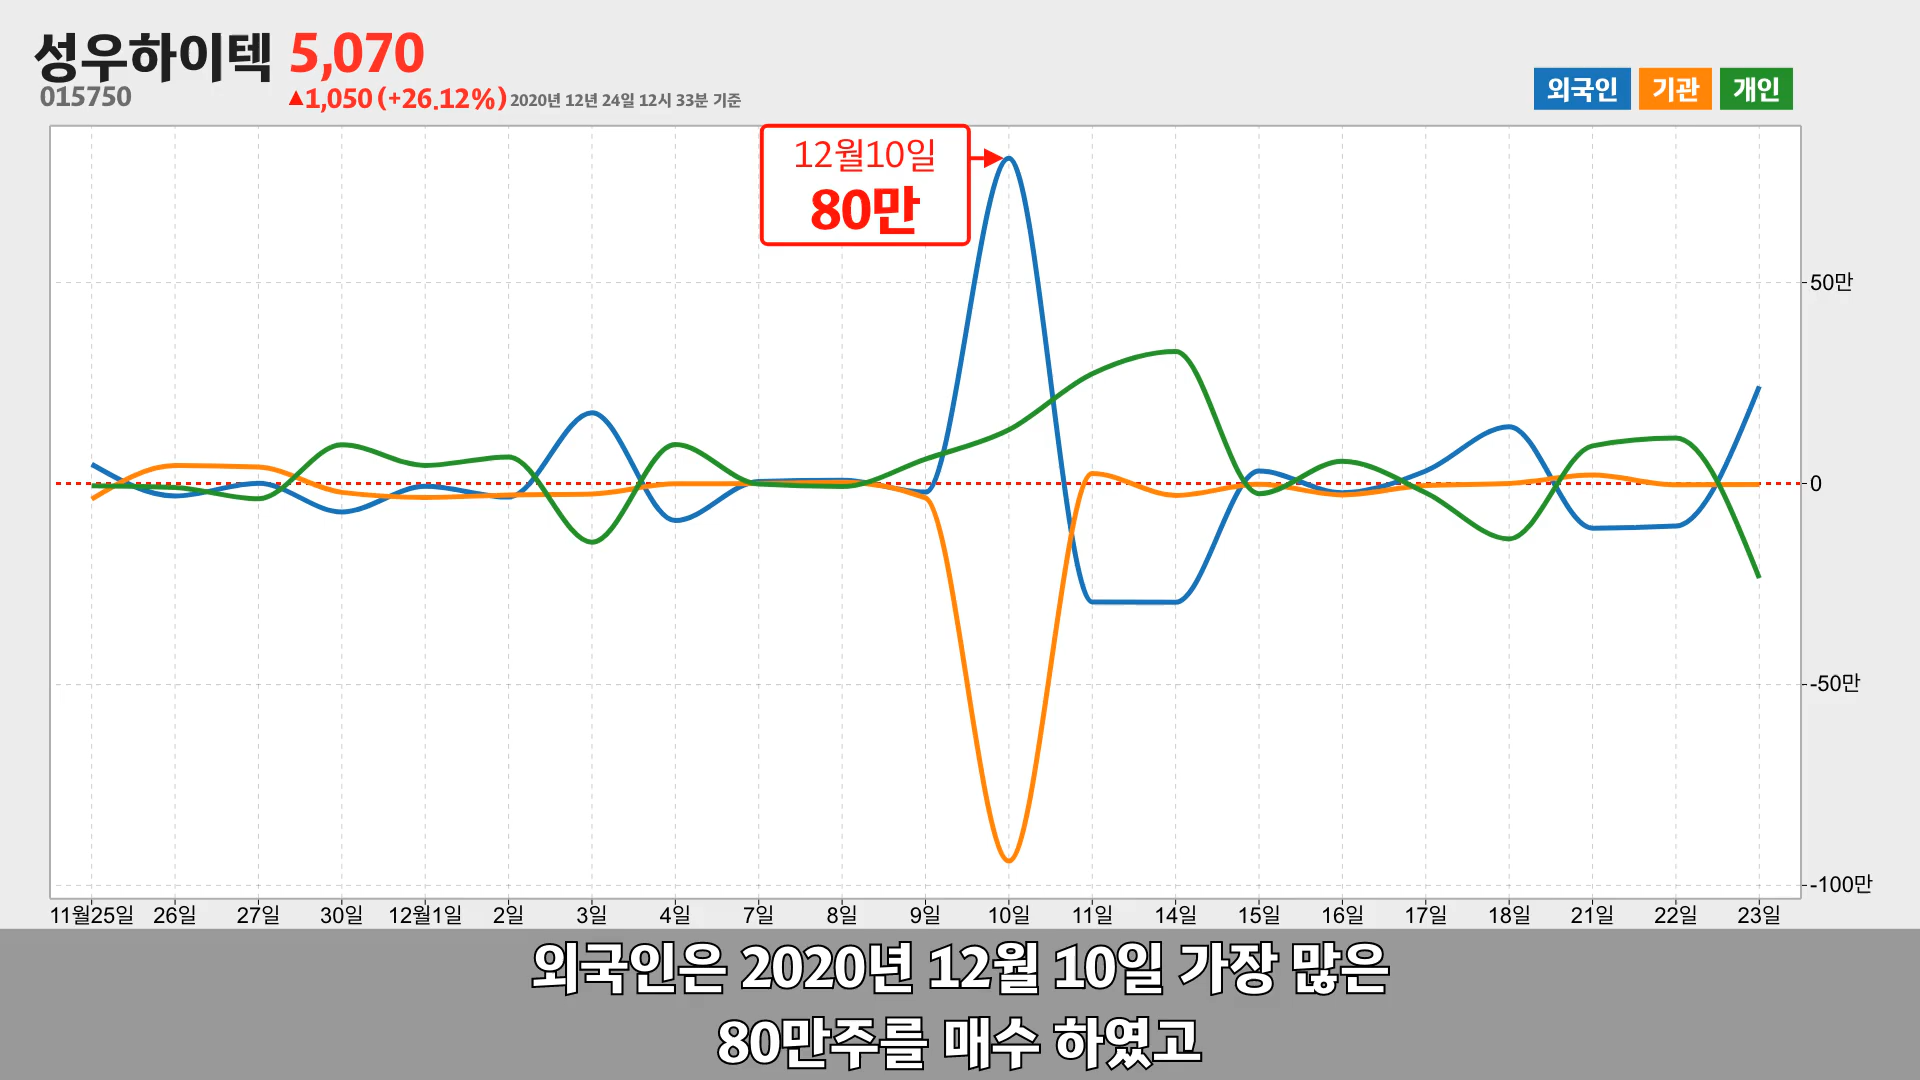 성우하이텍 5,070
015750
▲1,050 (+26.12%) 2020년 12년 24일 12시 33분 기준
외국인 기관 개인
12월10일
80만
50만
0
-50만
-100만
11월25일 26일 27일 30일 12월1일 2일 3일 4일 7일 8일 9일 10일 11일 14일 15일 16일 17일 18일 21일 22일 23일
외국인은 2020년 12월 10일 가장 많은
80만주를 매수 하였고